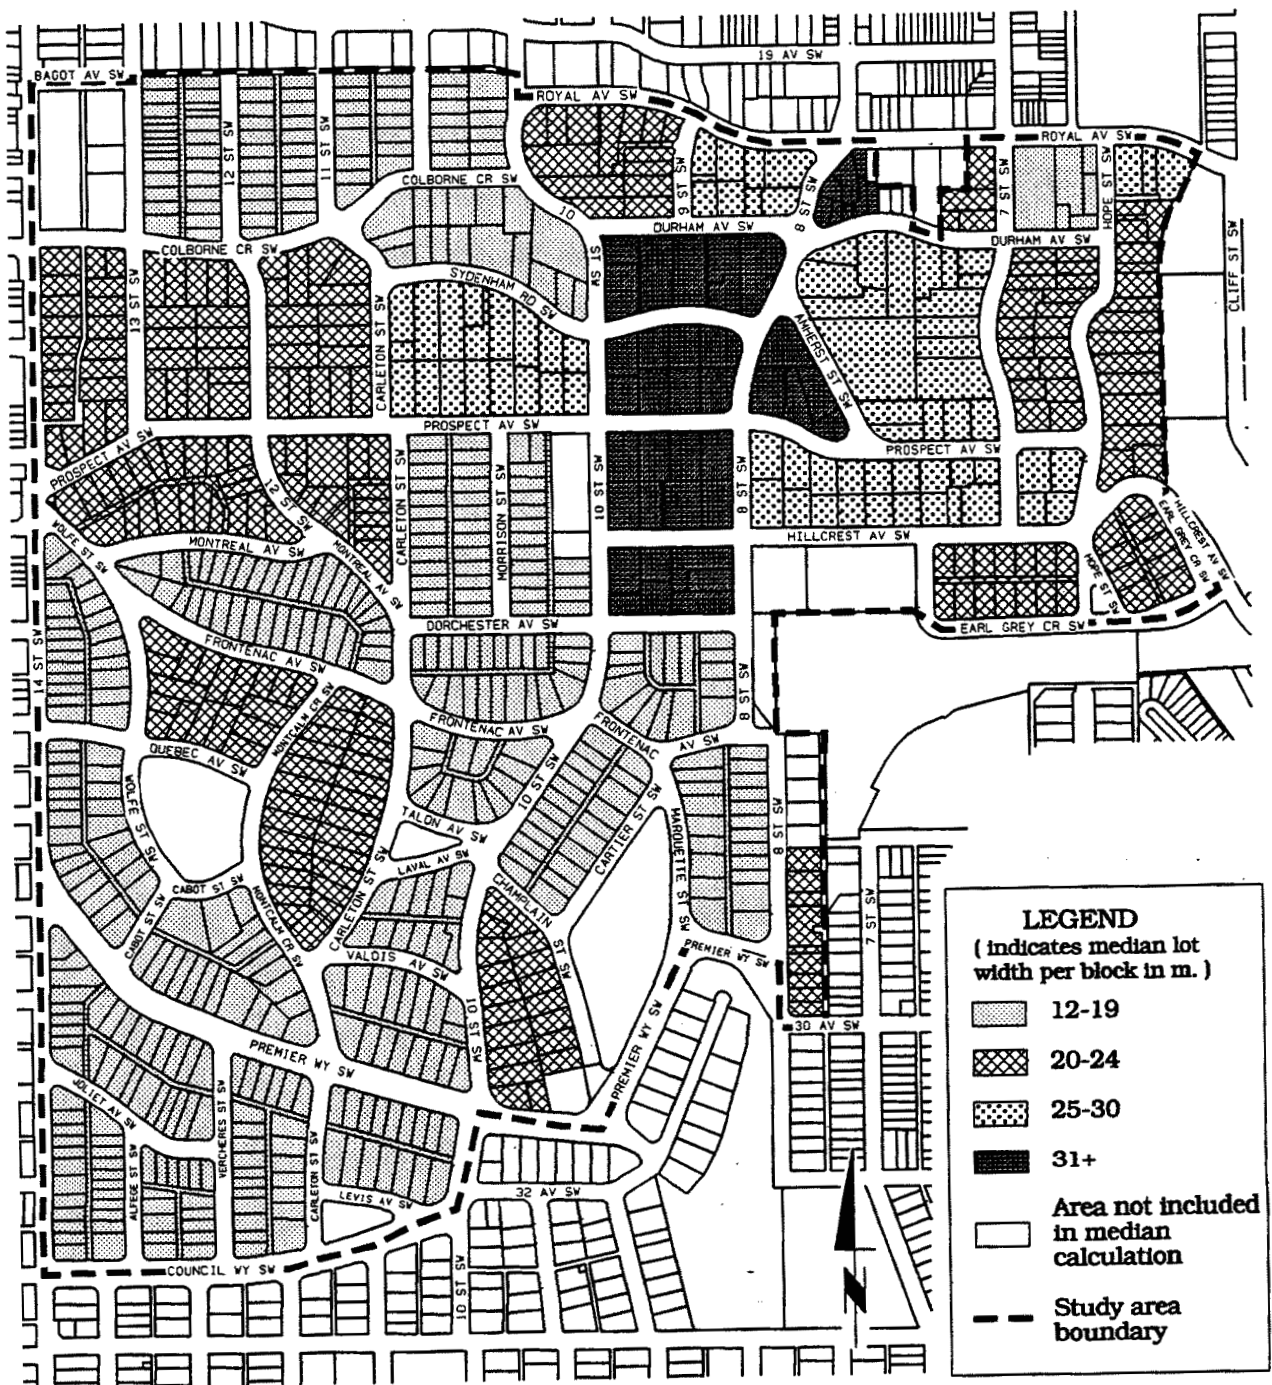 19 AV SW
BAGOT AV SW
ROYAL AV SW
ROYAL AV SW
12 ST SW
11 ST SW
COLBORNE CR SW
9 ST SW
8 ST SW
7 ST SW
HOPE ST SW
10 ST SW
DURHAM AV SW
DURHAM AV SW
COLBORNE CR SW
CLIFF ST SW
13 ST SW
SYDENHAM RD SW
CARLETON ST SW
AMHERST ST SW
PROSPECT AV SW
PROSPECT AV SW
PROSPECT AV SW
12 ST SW
CARLETON ST SW
MORRISON ST SW
10 ST SW
8 ST SW
HILLCREST AV SW
HILLCREST AV SW
EARL GREY CR SW
WOLFE ST
MONTREAL AV SW
MONTREAL AV SW
HOPE ST SW
DORCHESTER AV SW
EARL GREY CR SW
14 ST SW
FRONTENAC AV SW
8 ST SW
MONTCALM CR SW
FRONTENAC AV SW
FRONTENAC AV SW
QUEBEC AV SW
WOLFE ST SW
10 ST SW
TALON AV SW
CARTIER ST SW
MARQUETTE ST SW
8 ST SW
LAVAL AV SW
CABOT ST SW
CABOT ST SW
MONTCALM CR SW
CARLETON ST SW
CHAMPLAIN ST SW
7 ST SW
VALOIS AV SW
PREMIER WY SW
10 ST SW
30 AV SW
PREMIER WY SW
PREMIER WY SW
JOLIET AV SW
VERCHERES ST SW
ALFEGE ST SW
CARLETON ST SW
LEVIS AV SW
32 AV SW
COUNCIL WY SW
10 ST SW
LEGEND
( indicates median lot
width per block in m. )
12-19
20-24
25-30
31+
Area not included
in median
calculation
Study area
boundary
N